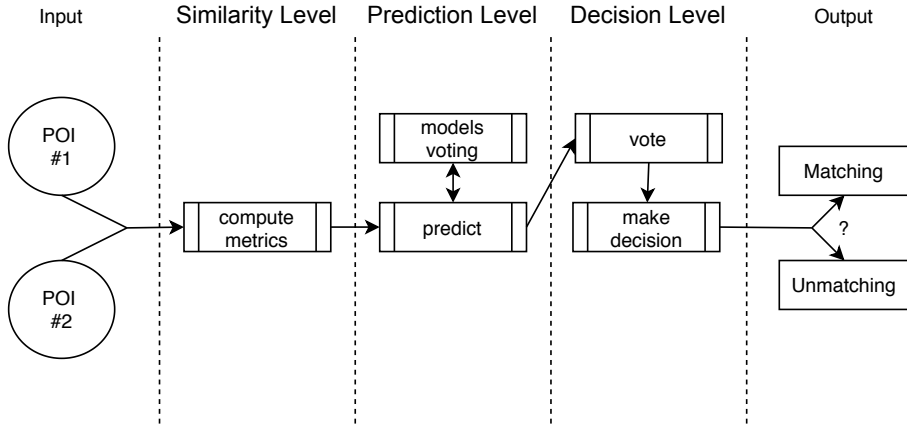 Input
Similarity Level
Prediction Level
Decision Level
Output
POI
#1
POI
#2
compute
metrics
models
voting
predict
vote
make
decision
Matching
?
Unmatching